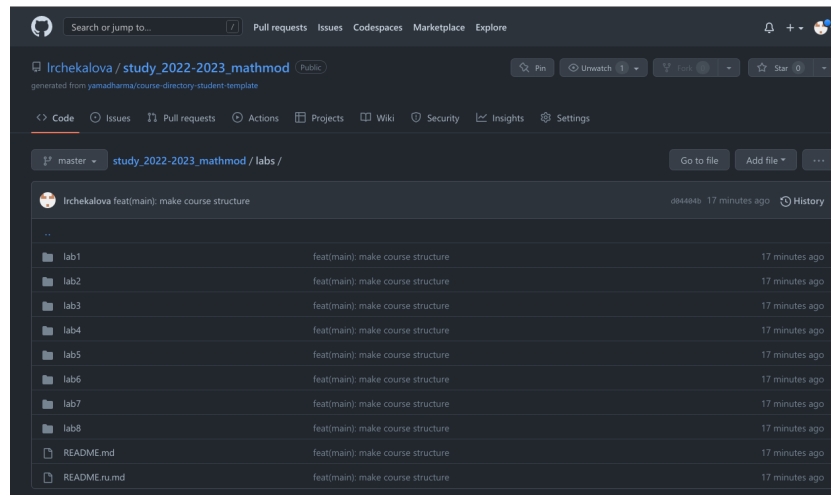 Search or jump to... / Pull requests Issues Codespaces Marketplace Explore
lrchekalova / study_2022-2023_mathmod Public Pin Unwatch 1 Fork 0 Star 0
generated from yamadharma/course-directory-student-template
Code Issues Pull requests Actions Projects Wiki Security Insights Settings
master study_2022-2023_mathmod / labs / Go to file Add file ...
lrchekalova feat(main): make course structure d84404b 17 minutes ago History
..
lab1 feat(main): make course structure 17 minutes ago
lab2 feat(main): make course structure 17 minutes ago
lab3 feat(main): make course structure 17 minutes ago
lab4 feat(main): make course structure 17 minutes ago
lab5 feat(main): make course structure 17 minutes ago
lab6 feat(main): make course structure 17 minutes ago
lab7 feat(main): make course structure 17 minutes ago
lab8 feat(main): make course structure 17 minutes ago
README.md feat(main): make course structure 17 minutes ago
README.ru.md feat(main): make course structure 17 minutes ago